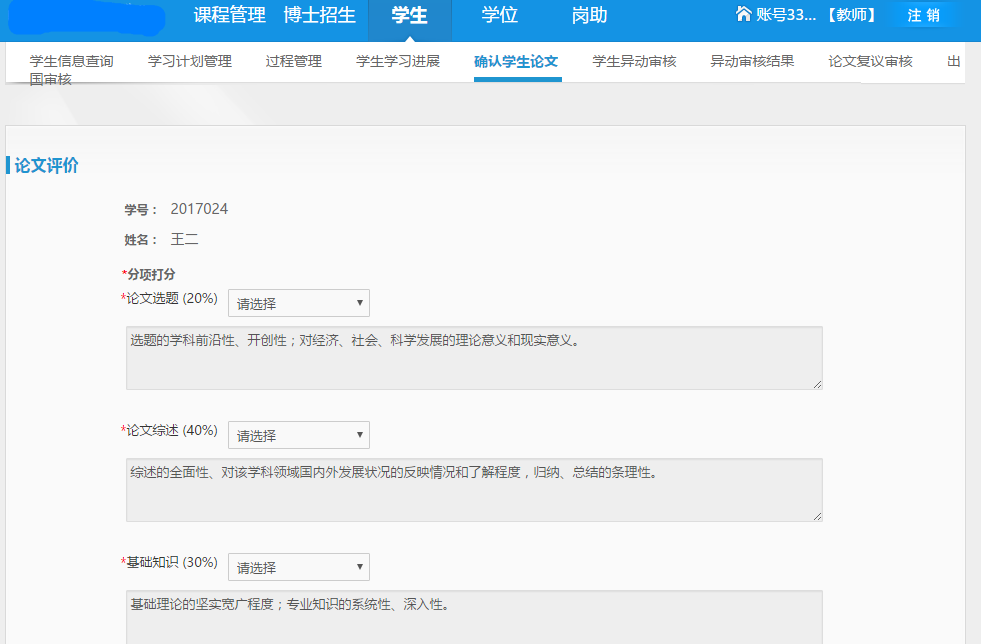 课程管理 博士招生 学生 学位 岗助 账号33... 【教师】 注 销
学生信息查询 学习计划管理 过程管理 学生学习进展 确认学生论文 学生异动审核 异动审核结果 论文复议审核 出
国审核
论文评价
学号： 2017024
姓名： 王二
*分项打分
*论文选题 (20%) 请选择
选题的学科前沿性、开创性；对经济、社会、科学发展的理论意义和现实意义。
*论文综述 (40%) 请选择
综述的全面性、对该学科领域国内外发展状况的反映情况和了解程度，归纳、总结的条理性。
*基础知识 (30%) 请选择
基础理论的坚实宽广程度；专业知识的系统性、深入性。